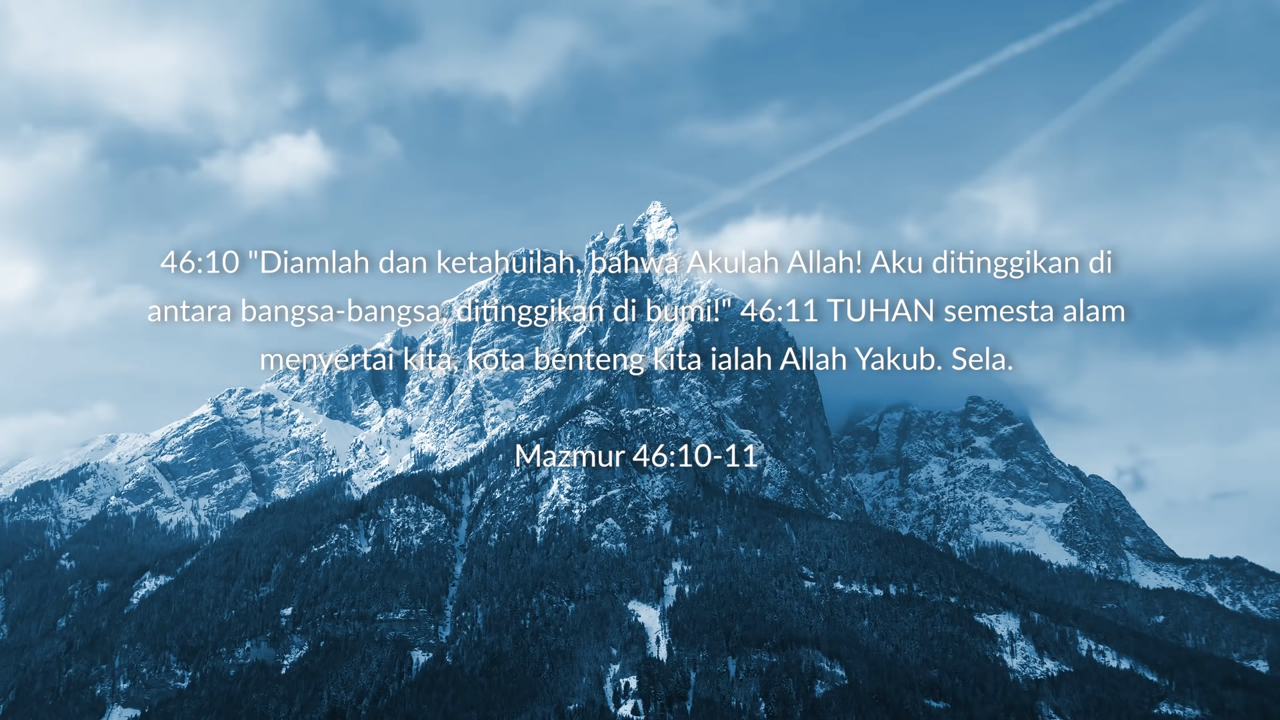 46:10 "Diamlah dan ketahuilah, bahwa Akulah Allah! Aku ditinggikan di
antara bangsa-bangsa, ditinggikan di bumi!" 46:11 TUHAN semesta alam
menyertai kita, kota benteng kita ialah Allah Yakub. Sela.
Mazmur 46:10-11